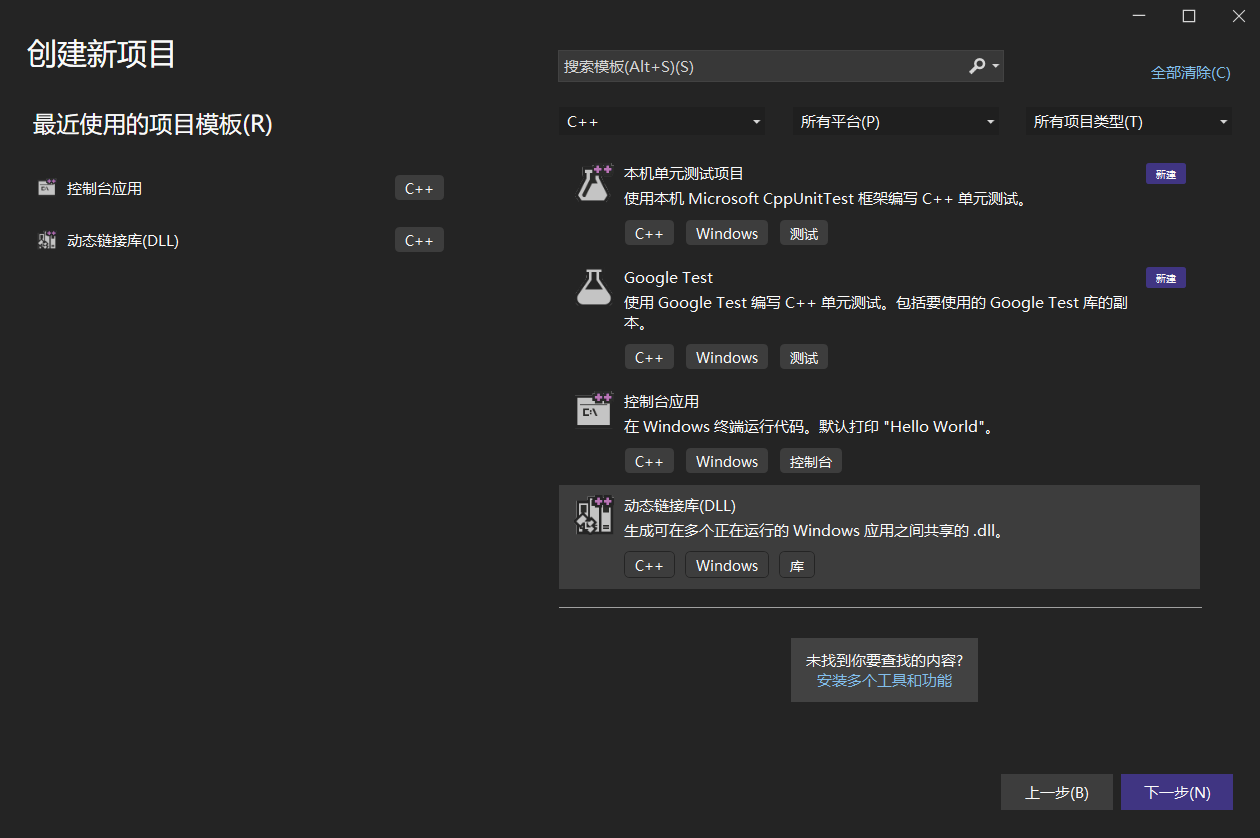 创建新项目
最近使用的项目模板(R)
控制台应用
C++
动态链接库(DLL)
C++
搜索模板(Alt+S)(S)
全部清除(C)
C++
所有平台(P)
所有项目类型(T)
本机单元测试项目
新建
使用本机 Microsoft CppUnitTest 框架编写 C++ 单元测试。
C++
Windows
测试
Google Test
新建
使用 Google Test 编写 C++ 单元测试。包括要使用的 Google Test 库的副
本。
C++
Windows
测试
控制台应用
在 Windows 终端运行代码。默认打印 "Hello World"。
C++
Windows
控制台
动态链接库(DLL)
生成可在多个正在运行的 Windows 应用之间共享的 .dll。
C++
Windows
库
未找到你要查找的内容?
安装多个工具和功能
上一步(B)
下一步(N)